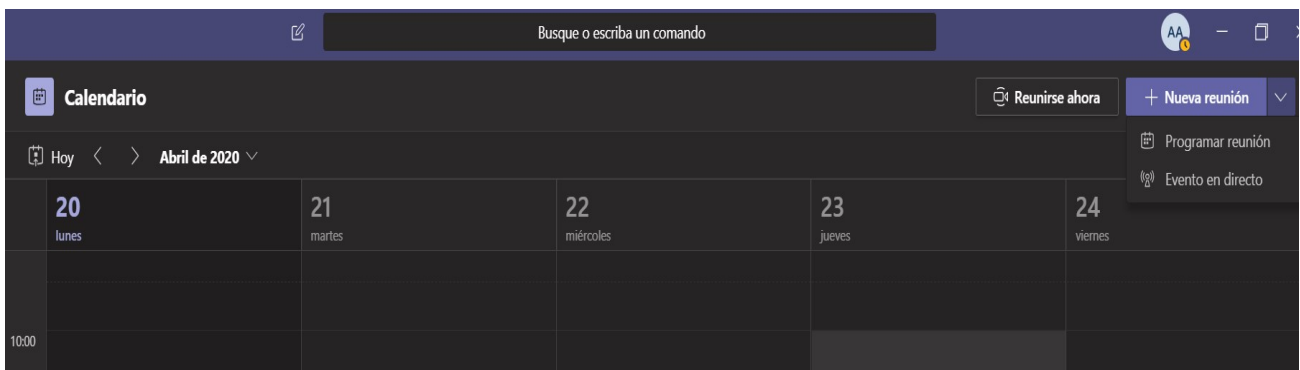 Busque o escriba un comando
AA
Calendario
Reunirse ahora
+ Nueva reunión
Programar reunión
Evento en directo
Hoy
Abril de 2020
20
lunes
21
martes
22
miércoles
23
jueves
24
viernes
10:00